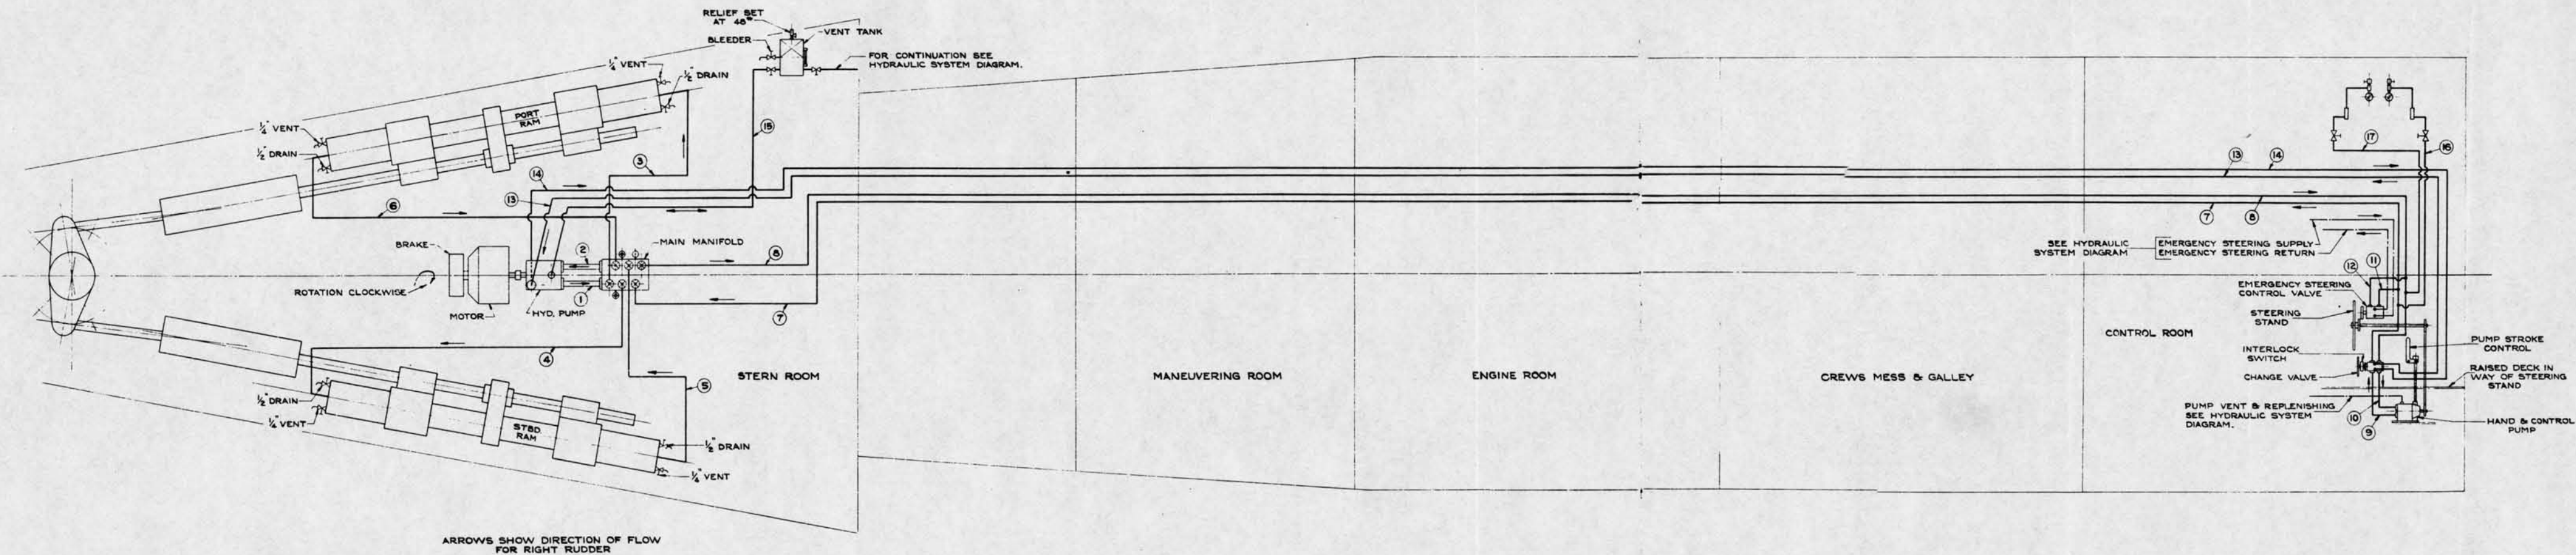 RELIEF SET
AT 46#
VENT TANK
BLEEDER
FOR CONTINUATION SEE
HYDRAULIC SYSTEM DIAGRAM.
1/4" VENT
1/2" DRAIN
PORT
RAM
1/4" VENT
1/2" DRAIN
15
3
14
13
6
BRAKE
2
MAIN MANIFOLD
8
ROTATION CLOCKWISE
1
MOTOR
HYD. PUMP
7
4
5
STERN ROOM
1/2" DRAIN
1/4" VENT
STBD.
RAM
1/2" DRAIN
1/4" VENT
ARROWS SHOW DIRECTION OF FLOW
FOR RIGHT RUDDER
MANEUVERING ROOM
ENGINE ROOM
CREWS MESS & GALLEY
17
16
13
14
7
8
SEE HYDRAULIC
SYSTEM DIAGRAM
EMERGENCY STEERING SUPPLY
EMERGENCY STEERING RETURN
12
11
EMERGENCY STEERING
CONTROL VALVE
STEERING
STAND
CONTROL ROOM
PUMP STROKE
CONTROL
INTERLOCK
SWITCH
CHANGE VALVE
RAISED DECK IN
WAY OF STEERING
STAND
PUMP VENT & REPLENISHING
SEE HYDRAULIC SYSTEM
DIAGRAM.
10
9
HAND & CONTROL
PUMP